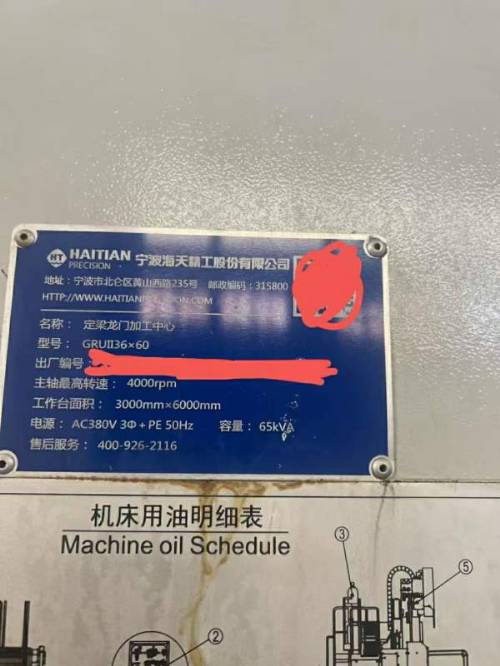 HT HAITIAN PRECISION 宁波海天精工股份有限公司
地址：宁波市北仑区黄山西路235号 邮政编码：315800
HTTP://WWW.HAITIANPRECISION.COM
名称： 定梁龙门加工中心
型号： GRUII36×60
出厂编号
主轴最高转速： 4000rpm
工作台面积： 3000mm×6000mm
电源： AC380V 3Φ + PE 50Hz 容量： 65kVA
售后服务： 400-926-2116
机床用油明细表
Machine oil Schedule
③
⑤
②